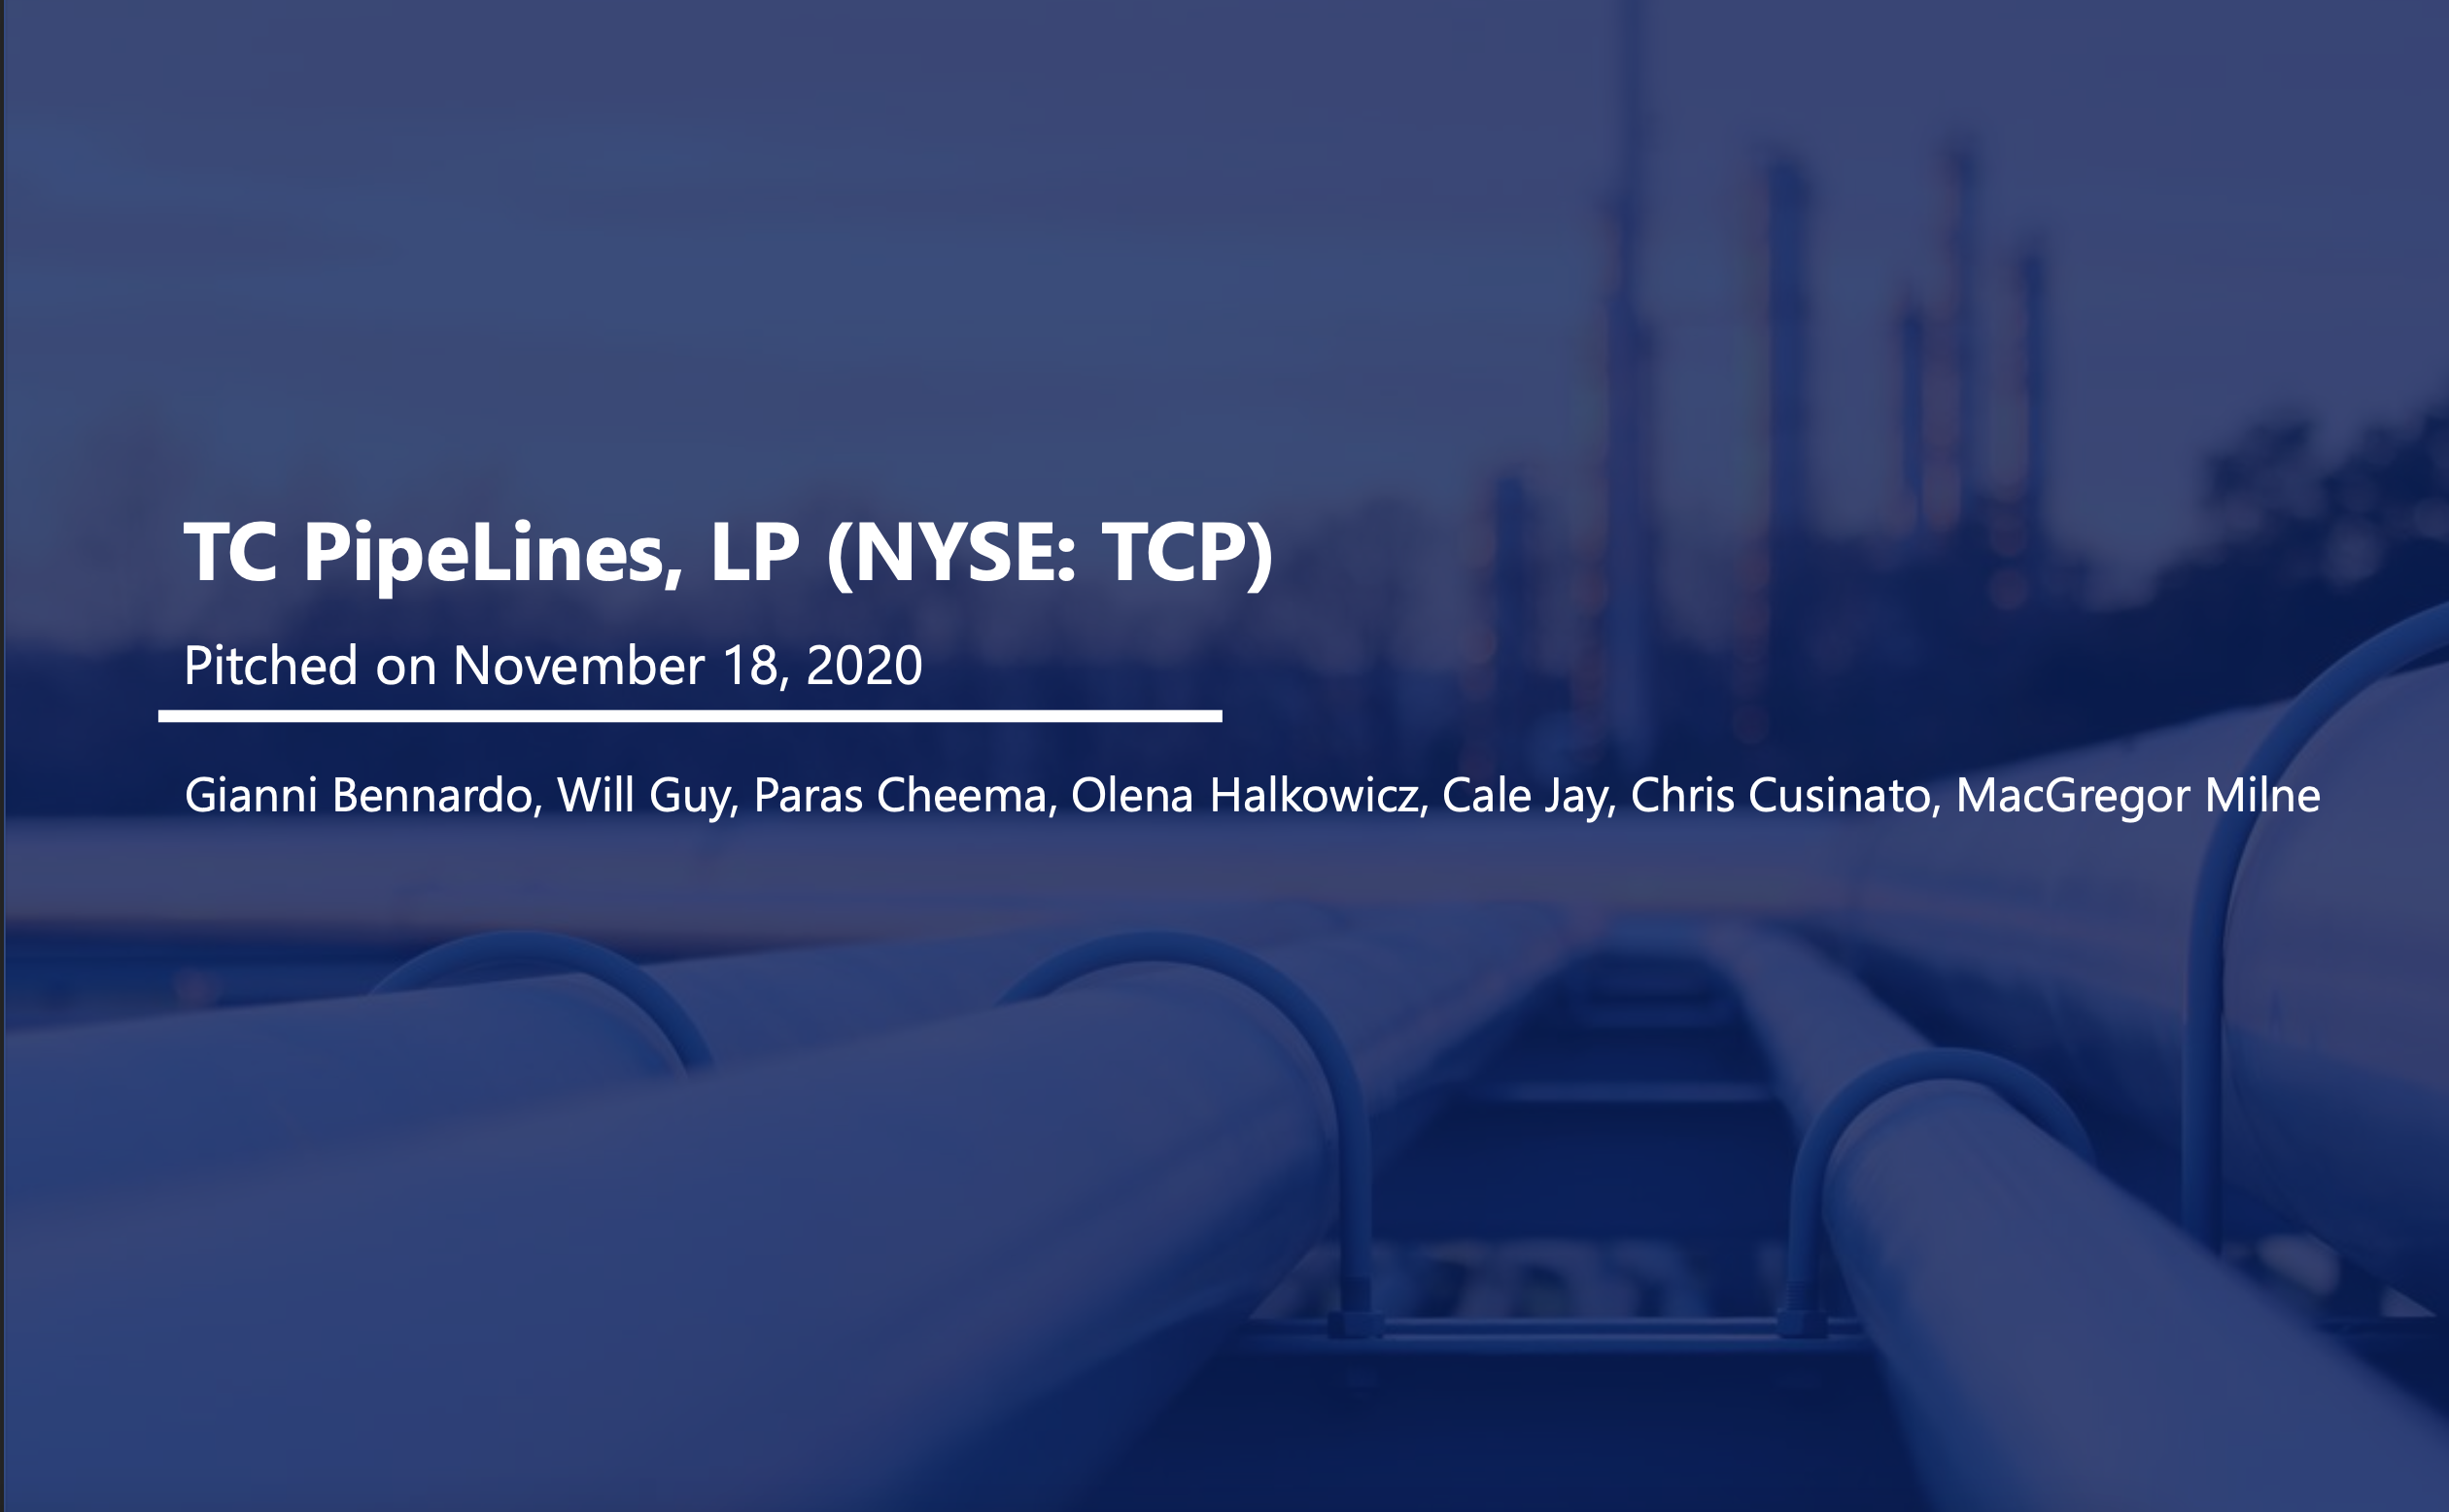 TC PipeLines, LP (NYSE: TCP)
Pitched on November 18, 2020
Gianni Bennardo, Will Guy, Paras Cheema, Olena Halkowicz, Cale Jay, Chris Cusinato, MacGregor Milne